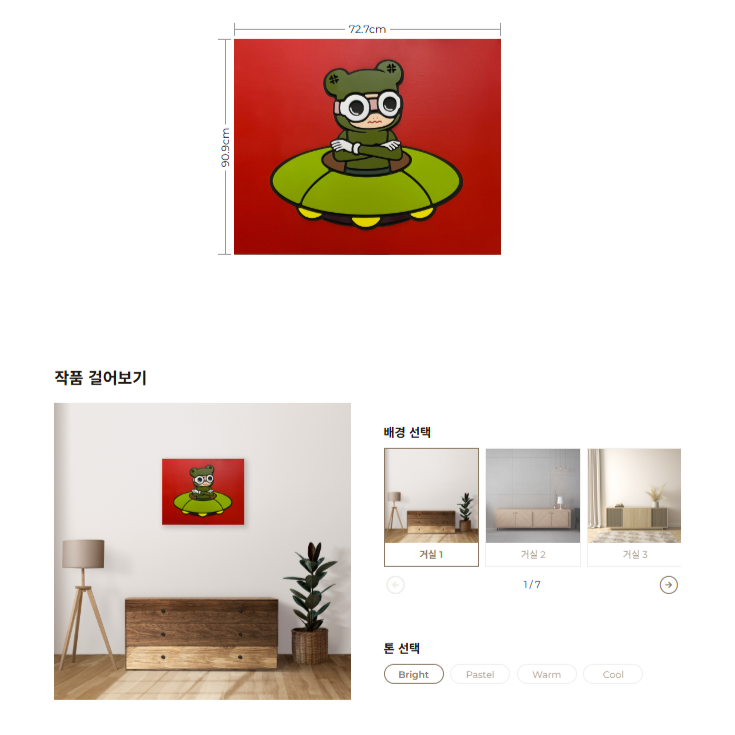 72.7cm
90.9cm
작품 걸어보기
배경 선택
거실 1
거실 2
거실 3
1 / 7
톤 선택
Bright
Pastel
Warm
Cool